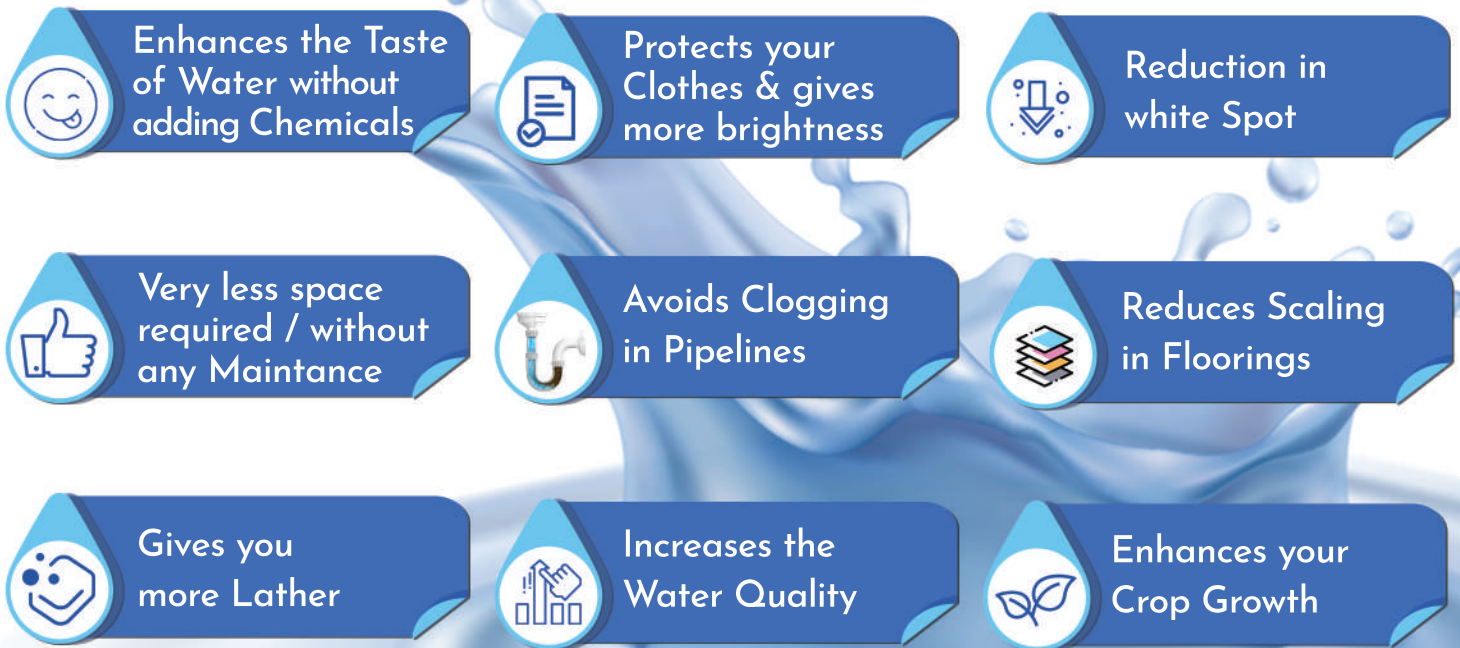 Enhances the Taste
of Water without
adding Chemicals
Protects your
Clothes & gives
more brightness
Reduction in
white Spot
Very less space
required / without
any Maintance
Avoids Clogging
in Pipelines
Reduces Scaling
in Floorings
Gives you
more Lather
Increases the
Water Quality
Enhances your
Crop Growth